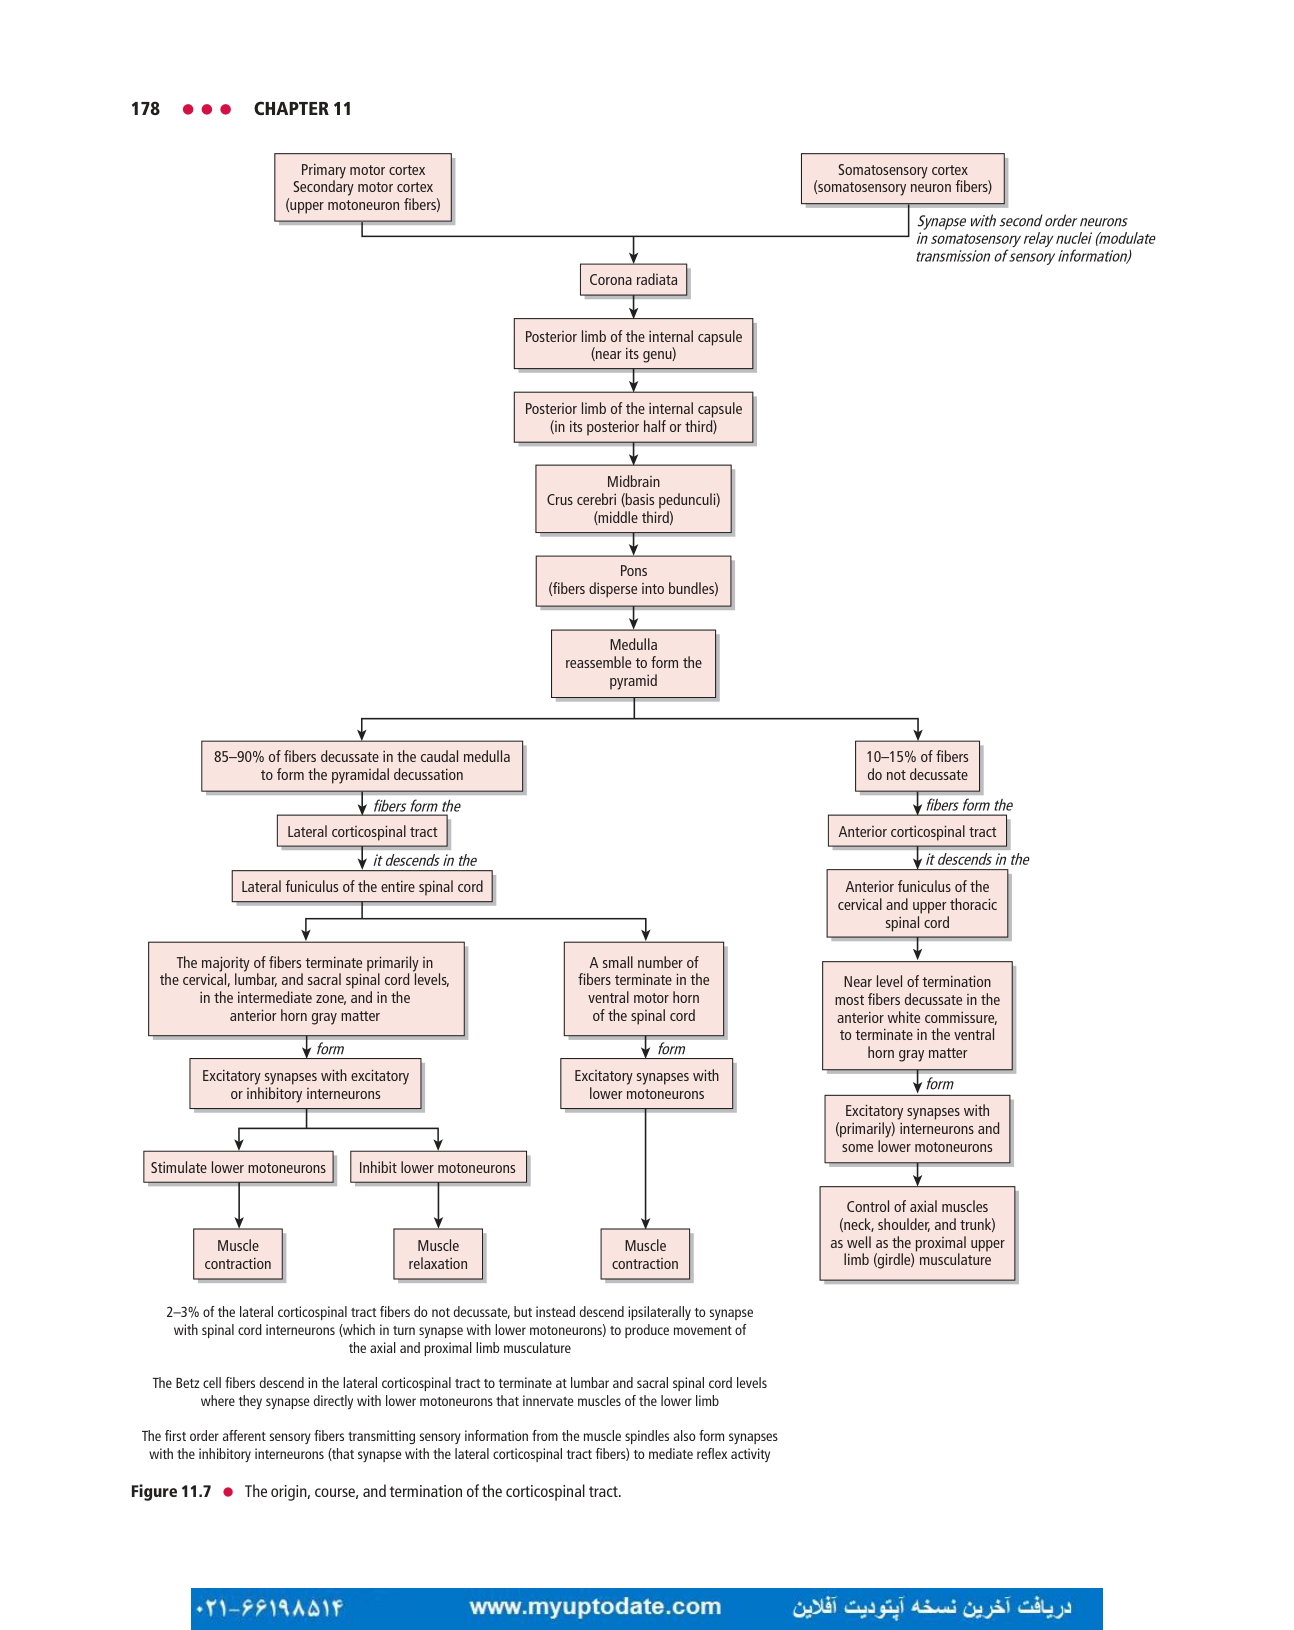 178 ● ● ● CHAPTER 11
Primary motor cortex
Secondary motor cortex
(upper motoneuron fibers)
Somatosensory cortex
(somatosensory neuron fibers)
Synapse with second order neurons
in somatosensory relay nuclei (modulate
transmission of sensory information)
Corona radiata
Posterior limb of the internal capsule
(near its genu)
Posterior limb of the internal capsule
(in its posterior half or third)
Midbrain
Crus cerebri (basis pedunculi)
(middle third)
Pons
(fibers disperse into bundles)
Medulla
reassemble to form the
pyramid
85–90% of fibers decussate in the caudal medulla
to form the pyramidal decussation
fibers form the
Lateral corticospinal tract
it descends in the
Lateral funiculus of the entire spinal cord
The majority of fibers terminate primarily in
the cervical, lumbar, and sacral spinal cord levels,
in the intermediate zone, and in the
anterior horn gray matter
form
Excitatory synapses with excitatory
or inhibitory interneurons
Stimulate lower motoneurons
Inhibit lower motoneurons
Muscle
contraction
Muscle
relaxation
A small number of
fibers terminate in the
ventral motor horn
of the spinal cord
form
Excitatory synapses with
lower motoneurons
Muscle
contraction
10–15% of fibers
do not decussate
fibers form the
Anterior corticospinal tract
it descends in the
Anterior funiculus of the
cervical and upper thoracic
spinal cord
Near level of termination
most fibers decussate in the
anterior white commissure,
to terminate in the ventral
horn gray matter
form
Excitatory synapses with
(primarily) interneurons and
some lower motoneurons
Control of axial muscles
(neck, shoulder, and trunk)
as well as the proximal upper
limb (girdle) musculature
2–3% of the lateral corticospinal tract fibers do not decussate, but instead descend ipsilaterally to synapse
with spinal cord interneurons (which in turn synapse with lower motoneurons) to produce movement of
the axial and proximal limb musculature
The Betz cell fibers descend in the lateral corticospinal tract to terminate at lumbar and sacral spinal cord levels
where they synapse directly with lower motoneurons that innervate muscles of the lower limb
The first order afferent sensory fibers transmitting sensory information from the muscle spindles also form synapses
with the inhibitory interneurons (that synapse with the lateral corticospinal tract fibers) to mediate reflex activity
Figure 11.7 ● The origin, course, and termination of the corticospinal tract.
۰۲۱-۶۶۱۹۸۵۱۴ www.myuptodate.com دریافت آخرین نسخه آپتودیت آفلاین